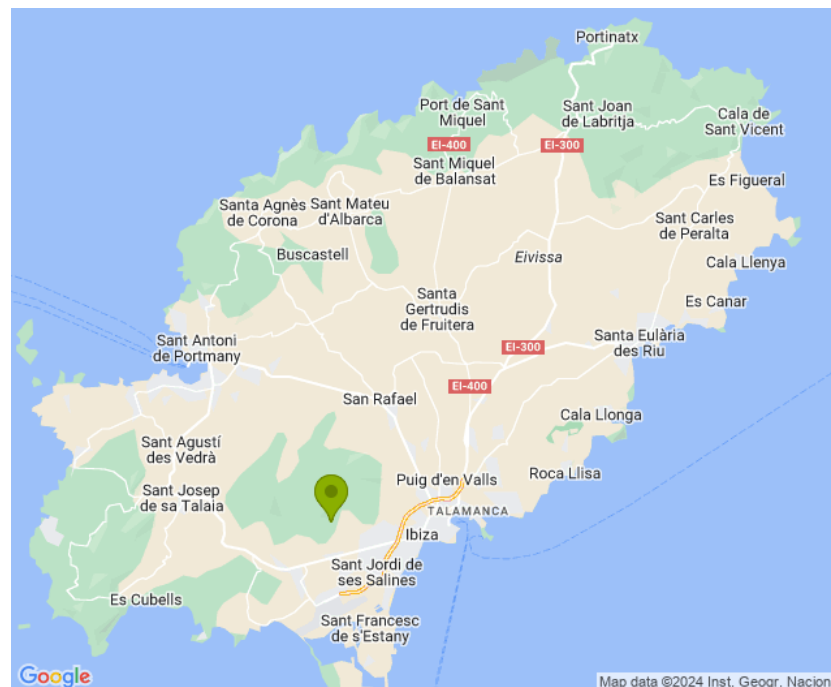 Portinatx
Port de Sant
Miquel
Sant Joan
de Labritja
Cala de
Sant Vicent
EI-400
EI-300
Sant Miquel
de Balansat
Es Figueral
Santa Agnès
de Corona
Sant Mateu
d'Albarca
Sant Carles
de Peralta
Buscastell
Eivissa
Cala Llenya
Santa
Gertrudis
de Fruitera
Es Canar
Sant Antoni
de Portmany
Santa Eulària
des Riu
EI-300
EI-400
San Rafael
Cala Llonga
Sant Agustí
des Vedrà
Puig d'en Valls
Roca Llisa
Sant Josep
de sa Talaia
TALAMANCA
Ibiza
Sant Jordi de
ses Salines
Es Cubells
Sant Francesc
de s'Estany
Google
Map data ©2024 Inst. Geogr. Nacion